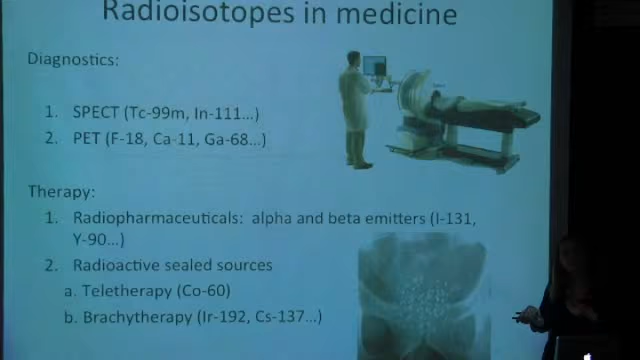 Radioisotopes in medicine
Diagnostics:
1. SPECT (Tc-99m, In-111...)
2. PET (F-18, Ca-11, Ga-68...)
Therapy:
1. Radiopharmaceuticals: alpha and beta emitters (I-131,
Y-90...)
2. Radioactive sealed sources
a. Teletherapy (Co-60)
b. Brachytherapy (Ir-192, Cs-137...)